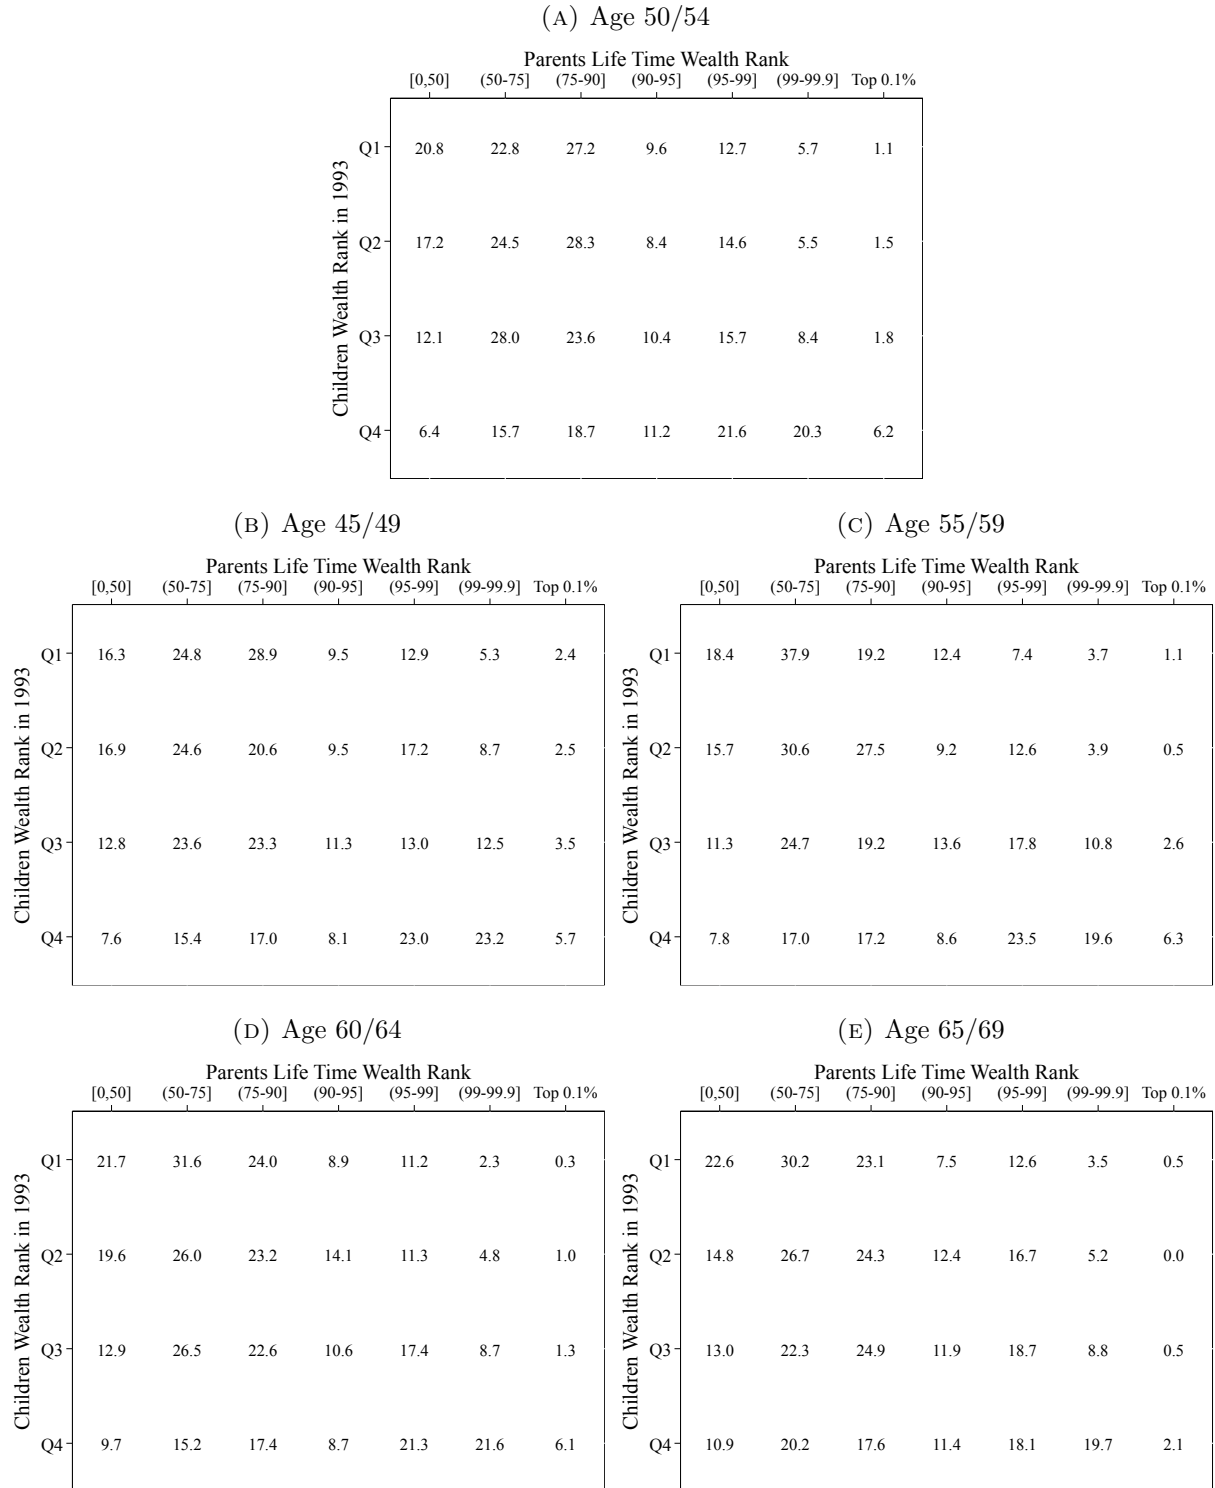 (A) Age 50/54
Parents Life Time Wealth Rank
[0,50] (50-75] (75-90] (90-95] (95-99] (99-99.9] Top 0.1%
Children Wealth Rank in 1993
Q1 20.8 22.8 27.2 9.6 12.7 5.7 1.1
Q2 17.2 24.5 28.3 8.4 14.6 5.5 1.5
Q3 12.1 28.0 23.6 10.4 15.7 8.4 1.8
Q4 6.4 15.7 18.7 11.2 21.6 20.3 6.2
(B) Age 45/49
Parents Life Time Wealth Rank
[0,50] (50-75] (75-90] (90-95] (95-99] (99-99.9] Top 0.1%
Children Wealth Rank in 1993
Q1 16.3 24.8 28.9 9.5 12.9 5.3 2.4
Q2 16.9 24.6 20.6 9.5 17.2 8.7 2.5
Q3 12.8 23.6 23.3 11.3 13.0 12.5 3.5
Q4 7.6 15.4 17.0 8.1 23.0 23.2 5.7
(C) Age 55/59
Parents Life Time Wealth Rank
[0,50] (50-75] (75-90] (90-95] (95-99] (99-99.9] Top 0.1%
Children Wealth Rank in 1993
Q1 18.4 37.9 19.2 12.4 7.4 3.7 1.1
Q2 15.7 30.6 27.5 9.2 12.6 3.9 0.5
Q3 11.3 24.7 19.2 13.6 17.8 10.8 2.6
Q4 7.8 17.0 17.2 8.6 23.5 19.6 6.3
(D) Age 60/64
Parents Life Time Wealth Rank
[0,50] (50-75] (75-90] (90-95] (95-99] (99-99.9] Top 0.1%
Children Wealth Rank in 1993
Q1 21.7 31.6 24.0 8.9 11.2 2.3 0.3
Q2 19.6 26.0 23.2 14.1 11.3 4.8 1.0
Q3 12.9 26.5 22.6 10.6 17.4 8.7 1.3
Q4 9.7 15.2 17.4 8.7 21.3 21.6 6.1
(E) Age 65/69
Parents Life Time Wealth Rank
[0,50] (50-75] (75-90] (90-95] (95-99] (99-99.9] Top 0.1%
Children Wealth Rank in 1993
Q1 22.6 30.2 23.1 7.5 12.6 3.5 0.5
Q2 14.8 26.7 24.3 12.4 16.7 5.2 0.0
Q3 13.0 22.3 24.9 11.9 18.7 8.8 0.5
Q4 10.9 20.2 17.6 11.4 18.1 19.7 2.1